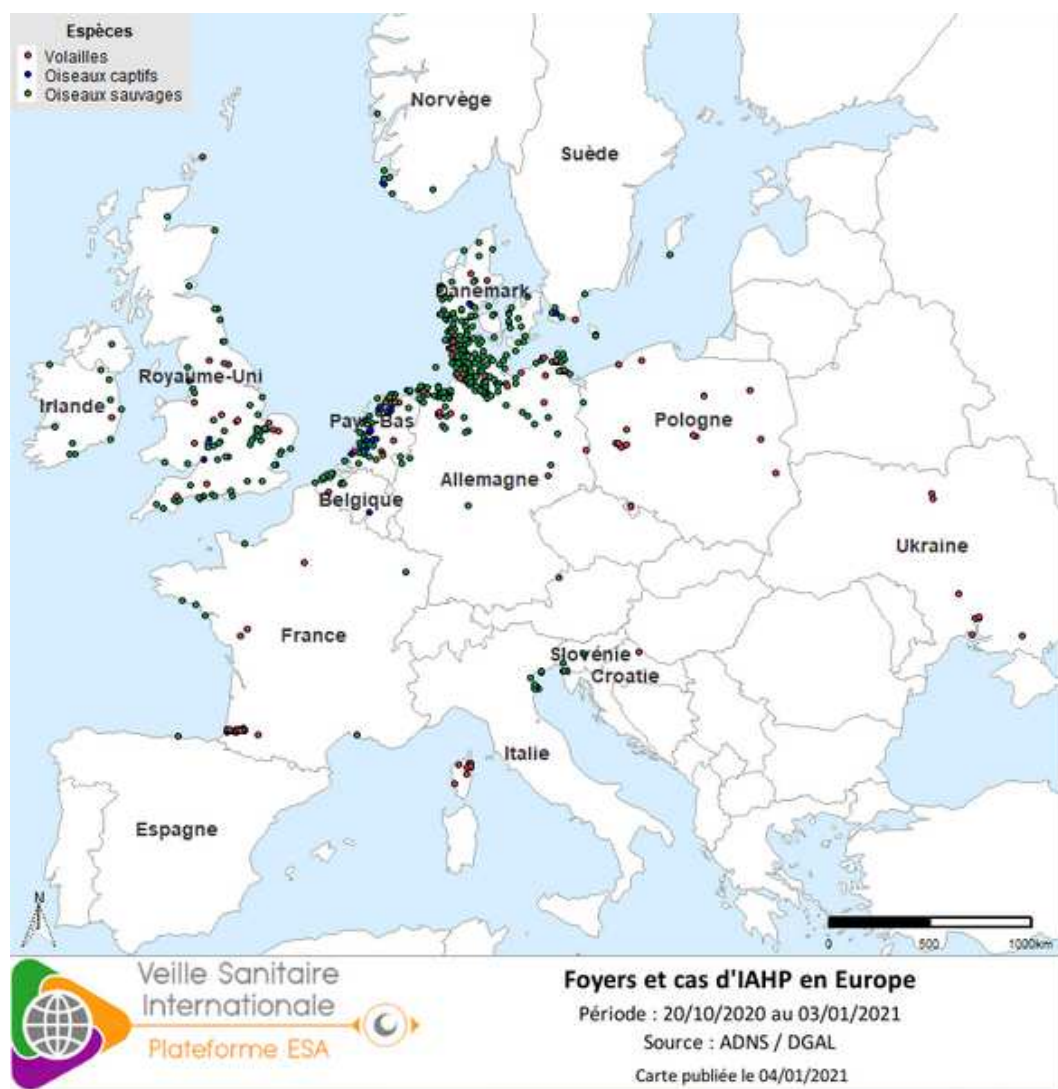 Espèces
Volailles
Oiseaux captifs
Oiseaux sauvages
Norvège
Suède
Danemark
Royaume-Uni
Irlande
Pays-Bas
Pologne
Allemagne
Belgique
Ukraine
France
Slovénie
Croatie
Italie
Espagne
N
0 500 1000km
Veille Sanitaire
Internationale
Plateforme ESA
Foyers et cas d'IAHP en Europe
Période : 20/10/2020 au 03/01/2021
Source : ADNS / DGAL
Carte publiée le 04/01/2021